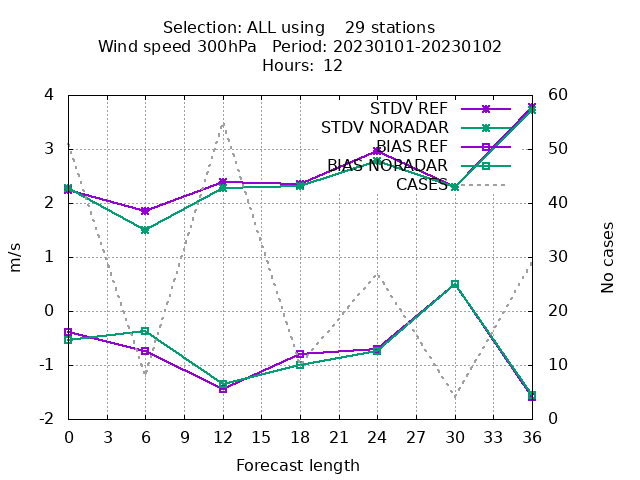 Selection: ALL using    29 stations
Wind speed 300hPa   Period: 20230101-20230102
Hours: 12
STDV REF
STDV NORADAR
BIAS REF
BIAS NORADAR
CASES
4
3
2
1
0
-1
-2
m/s
60
50
40
30
20
10
0
No cases
0 3 6 9 12 15 18 21 24 27 30 33 36
Forecast length